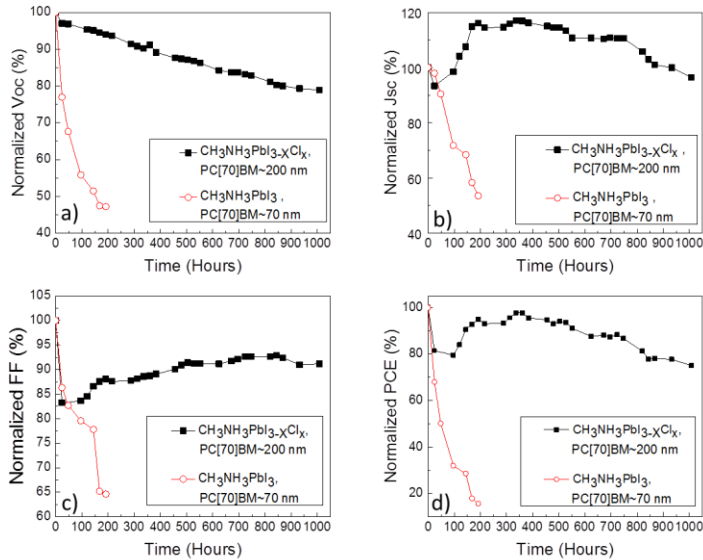 100
90
80
70
60
50
40
Normalized Voc (%)
CH3NH3PbI3-XClX,
PC[70]BM~200 nm
CH3NH3PbI3 ,
PC[70]BM~70 nm
a)
0 100 200 300 400 500 600 700 800 900 1000
Time (Hours)
120
100
80
60
40
Normalized Jsc (%)
CH3NH3PbI3-XClX ,
PC[70]BM~200 nm
CH3NH3PbI3 ,
PC[70]BM~70 nm
b)
0 100 200 300 400 500 600 700 800 900 1000
Time (Hours)
105
100
95
90
85
80
75
70
65
60
Normalized FF (%)
CH3NH3PbI3-XClX,
PC[70]BM~200 nm
CH3NH3PbI3,
PC[70]BM~70 nm
c)
0 100 200 300 400 500 600 700 800 900 1000
Time (Hours)
100
80
60
40
20
Normalized PCE (%)
CH3NH3PbI3-XClX,
PC[70]BM~200 nm
CH3NH3PbI3,
PC[70]BM~70 nm
d)
0 100 200 300 400 500 600 700 800 900 1000
Time (Hours)